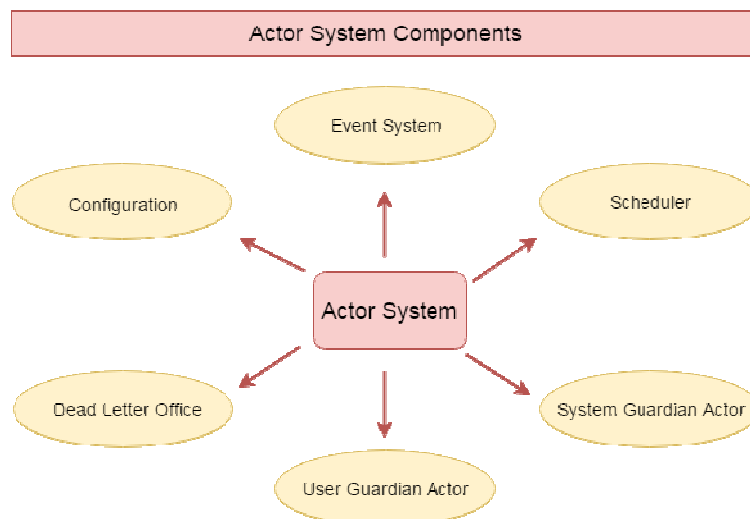 Actor System Components
Event System
Configuration
Scheduler
Actor System
Dead Letter Office
System Guardian Actor
User Guardian Actor